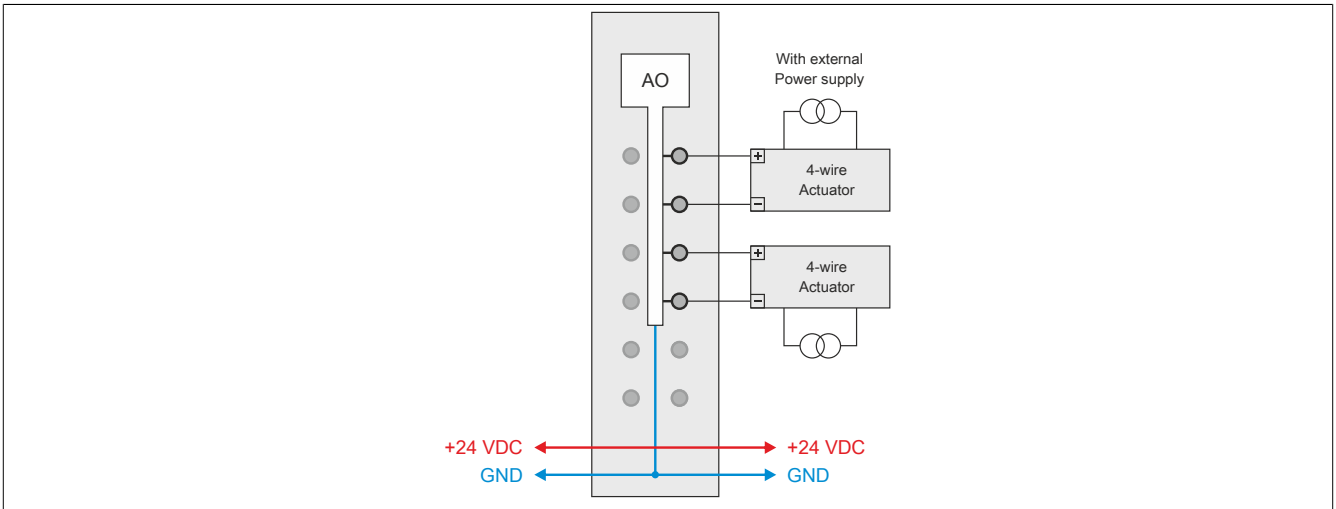 AO
With external
Power supply
+
4-wire
Actuator
−
+
4-wire
Actuator
−
+24 VDC +24 VDC
GND GND